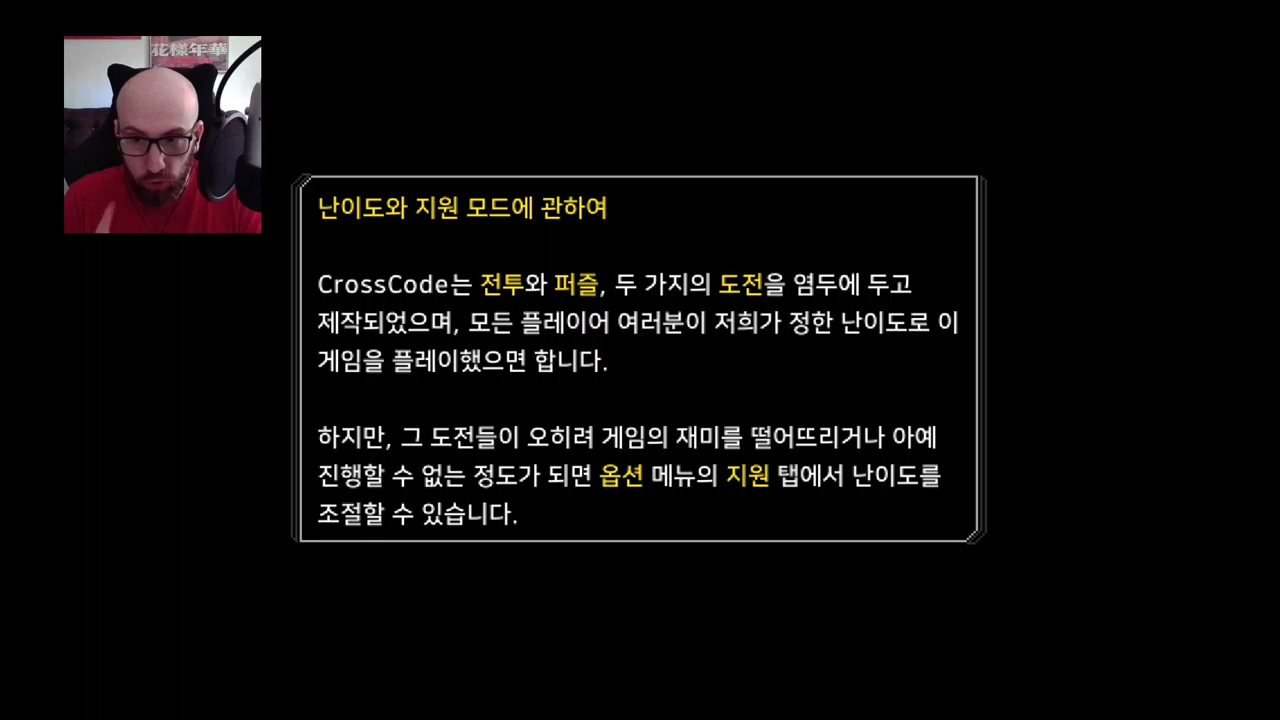 花樣年華
난이도와 지원 모드에 관하여
CrossCode는 전투와 퍼즐, 두 가지의 도전을 염두에 두고
제작되었으며, 모든 플레이어 여러분이 저희가 정한 난이도로 이
게임을 플레이했으면 합니다.
하지만, 그 도전들이 오히려 게임의 재미를 떨어뜨리거나 아예
진행할 수 없는 정도가 되면 옵션 메뉴의 지원 탭에서 난이도를
조절할 수 있습니다.